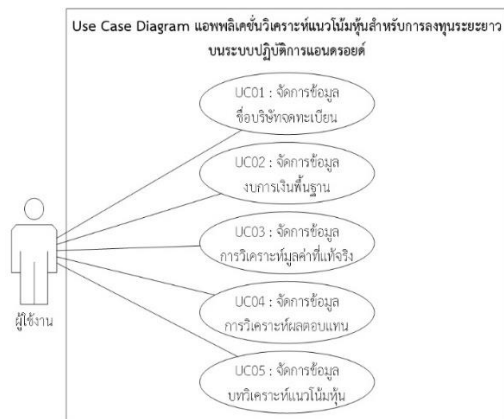 Use Case Diagram แอพพลิเคชั่นวิเคราะห์แนวโน้มหุ้นสำหรับการลงทุนระยะยาว
บนระบบปฏิบัติการแอนดรอยด์
UC01 : จัดการข้อมูล
ชื่อบริษัทจดทะเบียน
UC02 : จัดการข้อมูล
งบการเงินพื้นฐาน
UC03 : จัดการข้อมูล
การวิเคราะห์มูลค่าที่แท้จริง
UC04 : จัดการข้อมูล
การวิเคราะห์ผลตอบแทน
UC05 : จัดการข้อมูล
บทวิเคราะห์แนวโน้มหุ้น
ผู้ใช้งาน